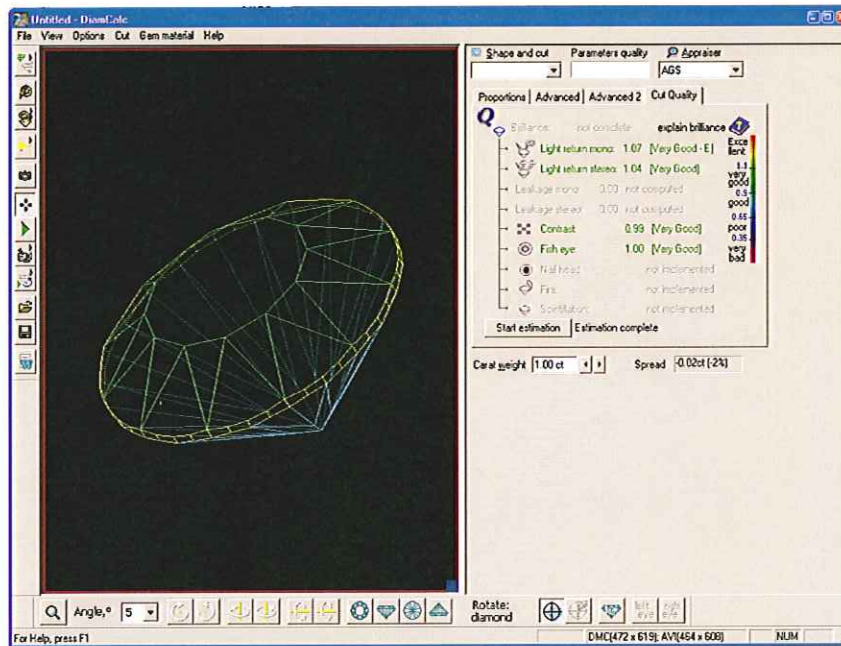 Untitled - DiamCalc
File View Options Cut Gem material Help
Shape and cut Parameters quality Appraiser
AGS
Proportions Advanced Advanced 2 Cut Quality
Q
Brilliance: not complete explain brilliance
Light return mono: 1.07 (Very Good - E)
Light return stereo: 1.04 (Very Good)
Leakage mono: 0.00 not computed
Leakage stereo: 0.00 not computed
Contrast 0.99 (Very Good)
Fish eye: 1.00 (Very Good)
Nail head: not implemented
Fire: not implemented
Scintillation: not implemented
Exce
llent
1.1
very
good
0.9
good
0.65
poor
0.35
very
bad
Start estimation Estimation complete
Carat weight 1.00 ct Spread -0.02ct (-2%)
Angle,° 5
Rotate:
diamond
left eye right eye
For Help, press F1 DMC(472 x 619); AVI(464 x 608) NUM